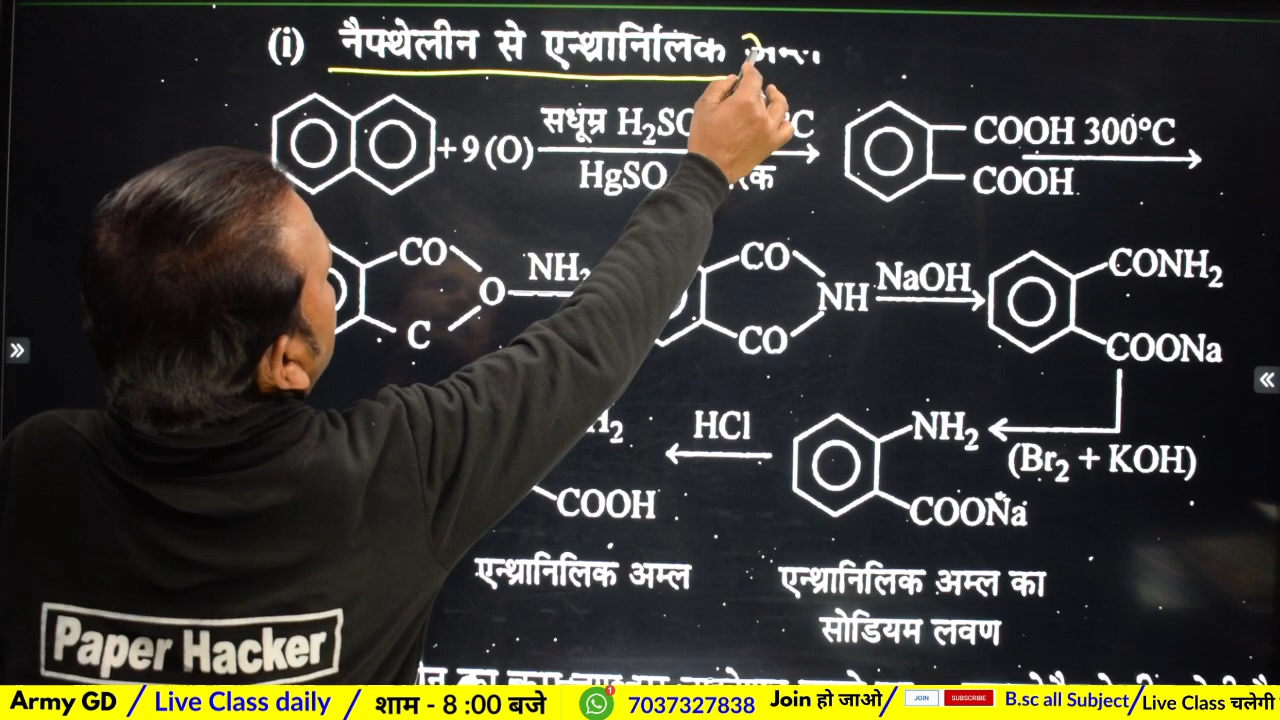 (i) नैफ्थेलीन से एन्थ्रानिलिक
+ 9 (O) सधूम्र H₂SO C COOH 300°C
HgSO COOH
CO CO CONH₂
O NH NH NaOH
C CO COONa
HCl NH₂ (Br₂ + KOH)
COOH COONa
एन्थ्रानिलिक अम्ल एन्थ्रानिलिक अम्ल का
सोडियम लवण
Paper Hacker
Army GD / Live Class daily / शाम - 8 :00 बजे / 7037327838 Join हो जाओ/ JOIN SUBSCRIBE B.sc all Subject/ Live Class चलेगी